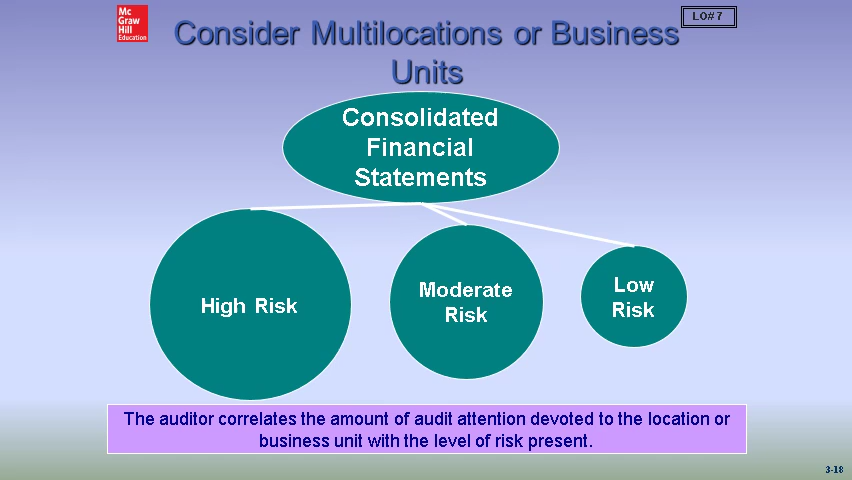 Mc
Graw
Hill
Education
LO# 7
Consider Multilocations or Business
Units
Consolidated
Financial
Statements
High Risk
Moderate
Risk
Low
Risk
The auditor correlates the amount of audit attention devoted to the location or
business unit with the level of risk present.
3-18